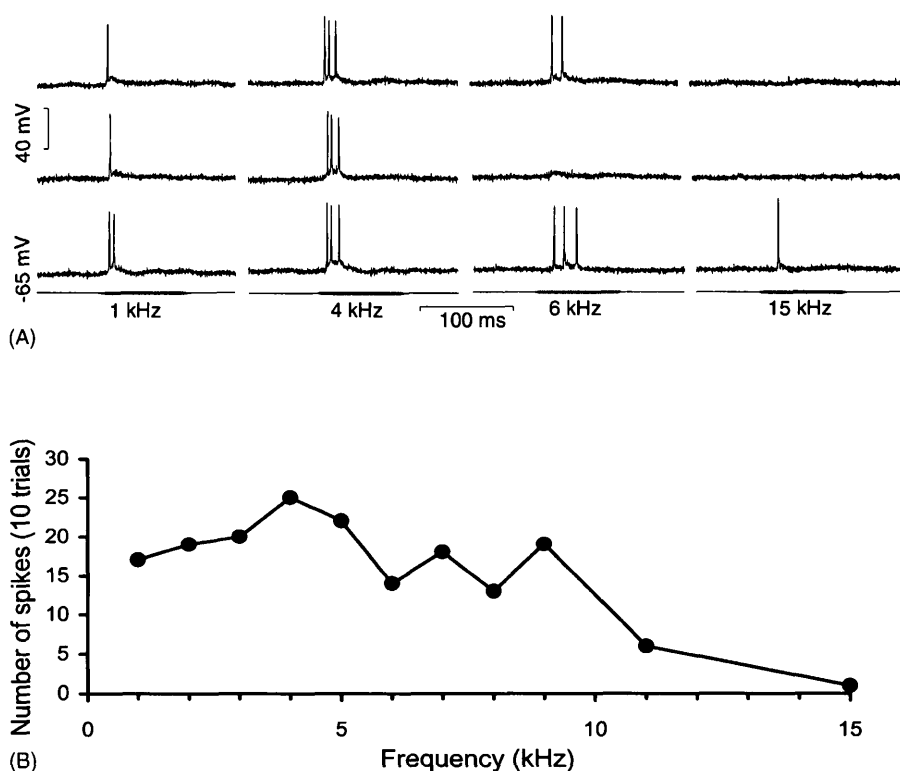 40 mV
-65 mV
1 kHz
4 kHz
100 ms
6 kHz
15 kHz
(A)
Number of spikes (10 trials)
30
25
20
15
10
5
0
0
5
10
15
Frequency (kHz)
(B)